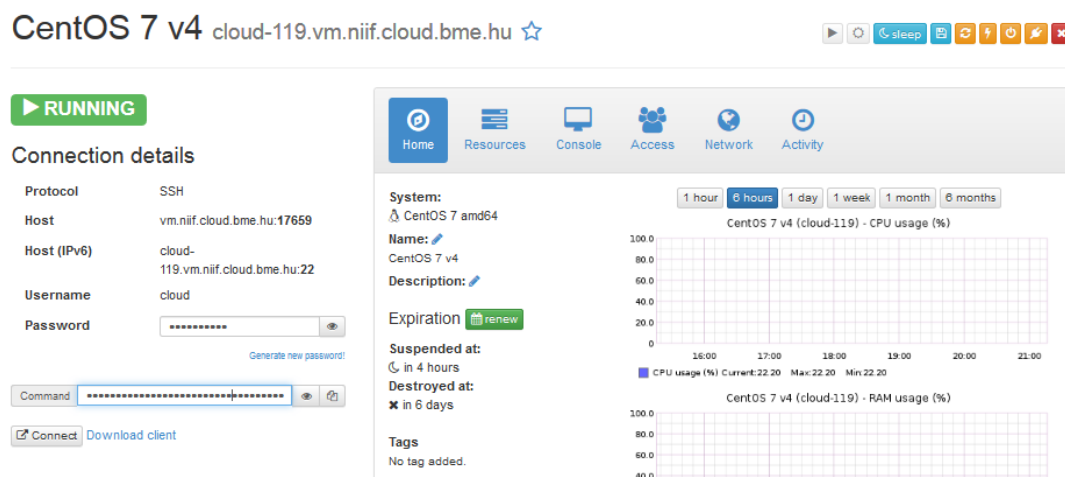 CentOS 7 v4 cloud-119.vm.niif.cloud.bme.hu
sleep
RUNNING
Connection details
Protocol SSH
Host vm.niif.cloud.bme.hu:17659
Host (IPv6) cloud-
119.vm.niif.cloud.bme.hu:22
Username cloud
Password
Generate new password!
Command
Connect Download client
Home Resources Console Access Network Activity
System:
CentOS 7 amd64
Name:
CentOS 7 v4
Description:
Expiration renew
Suspended at:
in 4 hours
Destroyed at:
in 6 days
Tags
No tag added.
1 hour 6 hours 1 day 1 week 1 month 6 months
CentOS 7 v4 (cloud-119) - CPU usage (%)
100.0
80.0
60.0
40.0
20.0
0
16:00 17:00 18:00 19:00 20:00 21:00
CPU usage (%) Current:22.20 Max:22.20 Min:22.20
CentOS 7 v4 (cloud-119) - RAM usage (%)
100.0
80.0
60.0
40.0